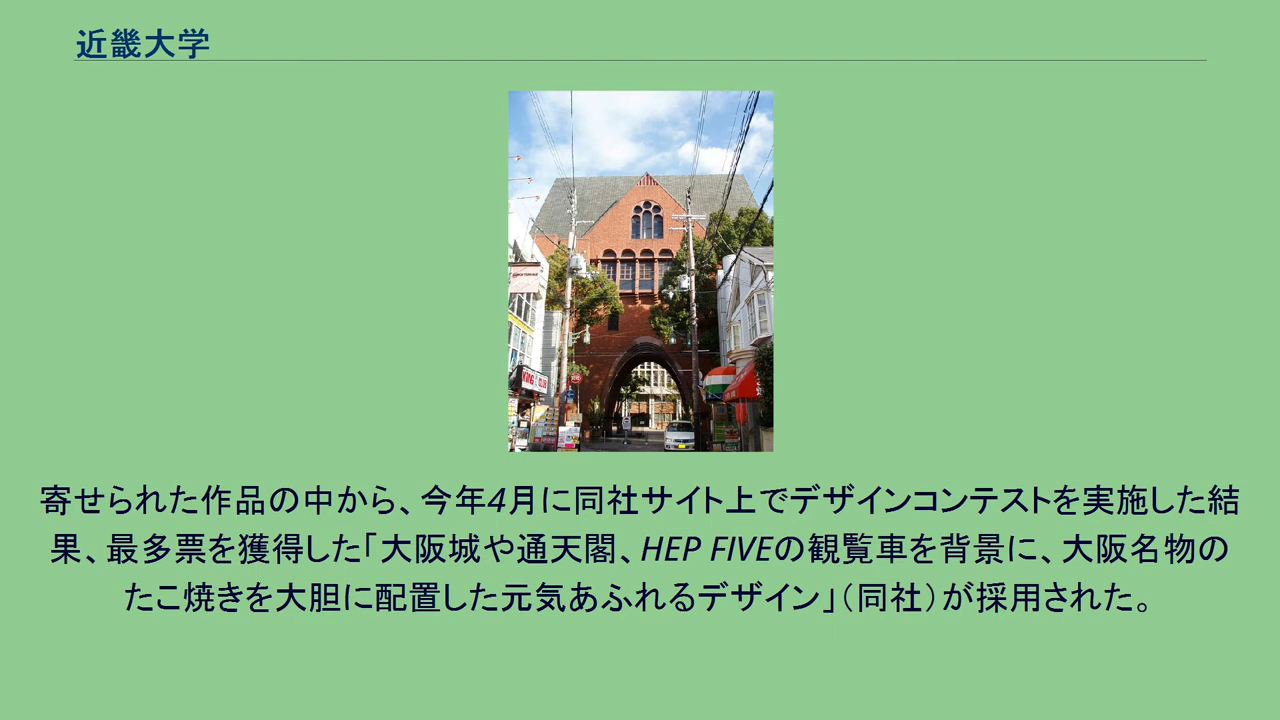 近畿大学
KING
CLUB
寄せられた作品の中から、今年4月に同社サイト上でデザインコンテストを実施した結
果、最多票を獲得した｢大阪城や通天閣、HEP FIVEの観覧車を背景に、大阪名物の
たこ焼きを大胆に配置した元気あふれるデザイン｣(同社)が採用された。